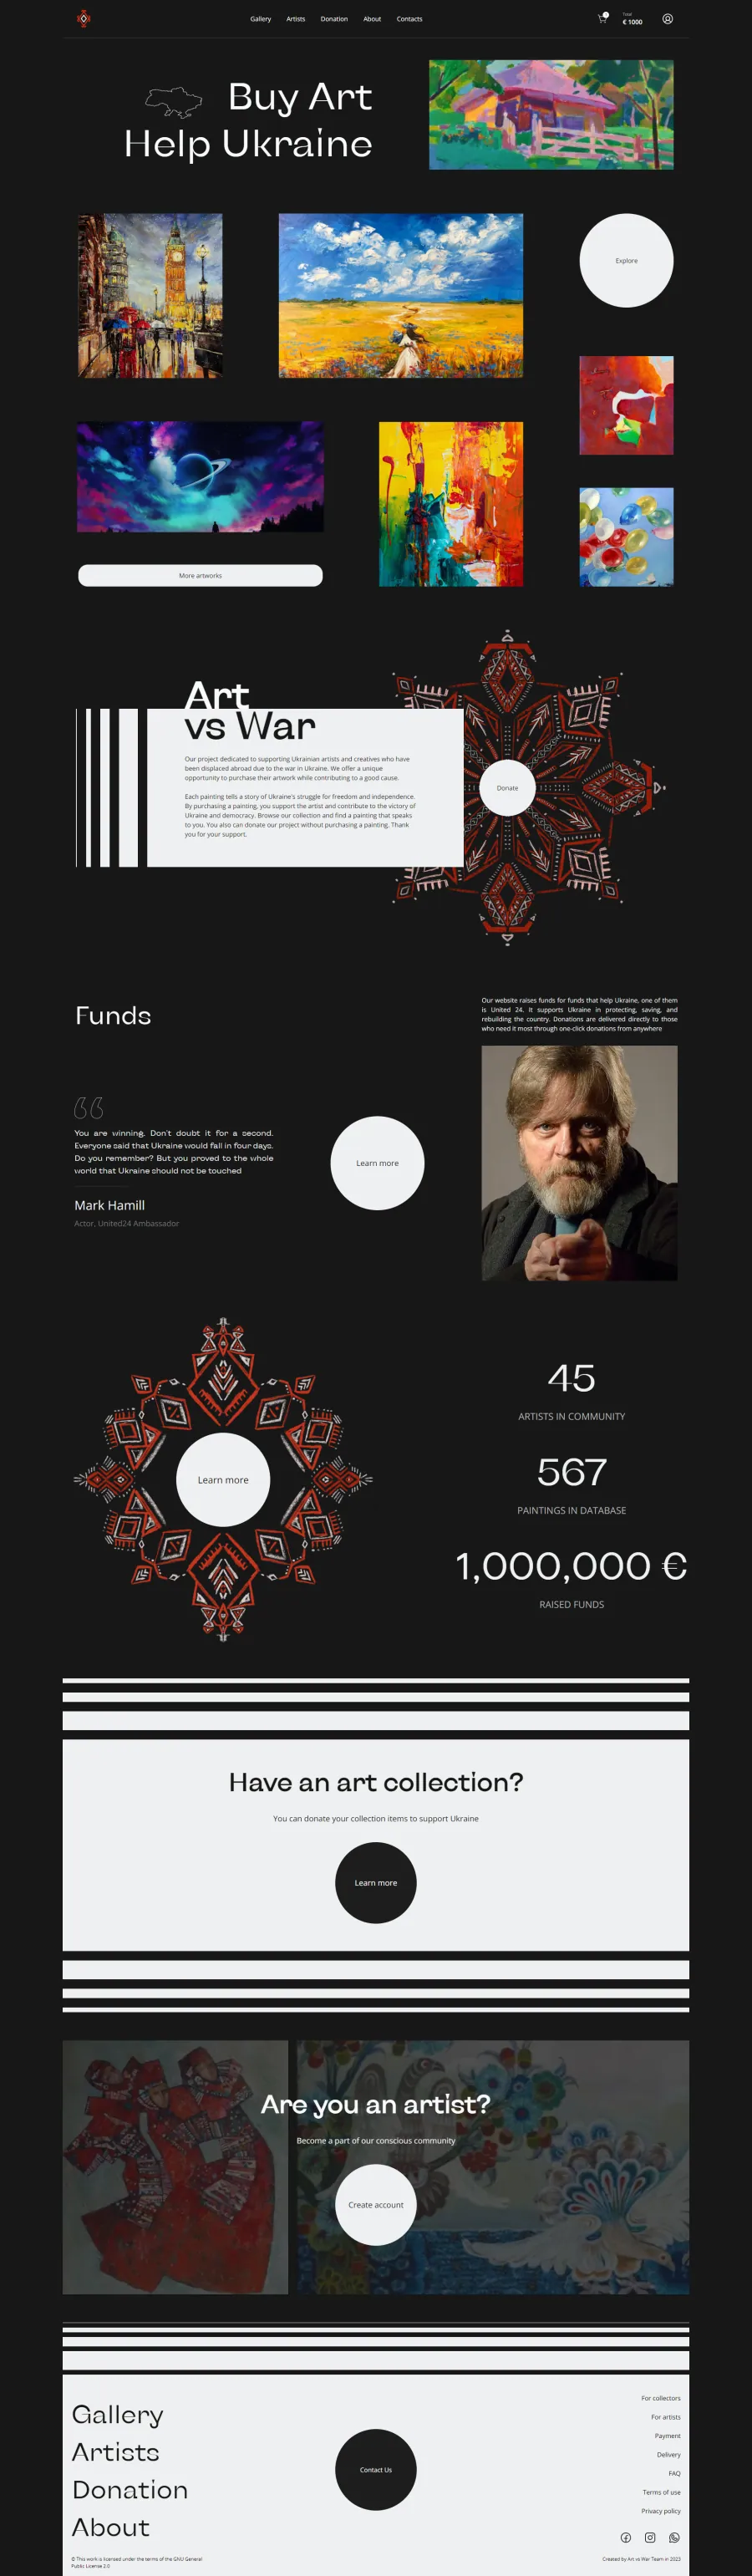 Gallery Artists Donation About Contacts
1
Total
€ 1000
Buy Art
Help Ukraine
Explore
More artworks
Art
vs War
Our project dedicated to supporting Ukrainian artists and creatives who have
been displaced abroad due to the war in Ukraine. We offer a unique
opportunity to purchase their artwork while contributing to a good cause.
Each painting tells a story of Ukraine's struggle for freedom and independence.
By purchasing a painting, you support the artist and contribute to the victory of
Ukraine and democracy. Browse our collection and find a painting that speaks
to you. You also can donate our project without purchasing a painting. Thank
you for your support.
Donate
Funds
Our website raises funds for funds that help Ukraine, one of them
is United 24. It supports Ukraine in protecting, saving, and
rebuilding the country. Donations are delivered directly to those
who need it most through one-click donations from anywhere
“
You are winning. Don't doubt it for a second.
Everyone said that Ukraine would fall in four days.
Do you remember? But you proved to the whole
world that Ukraine should not be touched
Mark Hamill
Actor, United24 Ambassador
Learn more
Learn more
45
ARTISTS IN COMMUNITY
567
PAINTINGS IN DATABASE
1,000,000 €
RAISED FUNDS
Have an art collection?
You can donate your collection items to support Ukraine
Learn more
Are you an artist?
Become a part of our conscious community
Create account
Gallery
Artists
Donation
About
Contact Us
For collectors
For artists
Payment
Delivery
FAQ
Terms of use
Privacy policy
© This work is licensed under the terms of the GNU General
Public License 2.0
Created by Art vs War Team in 2023